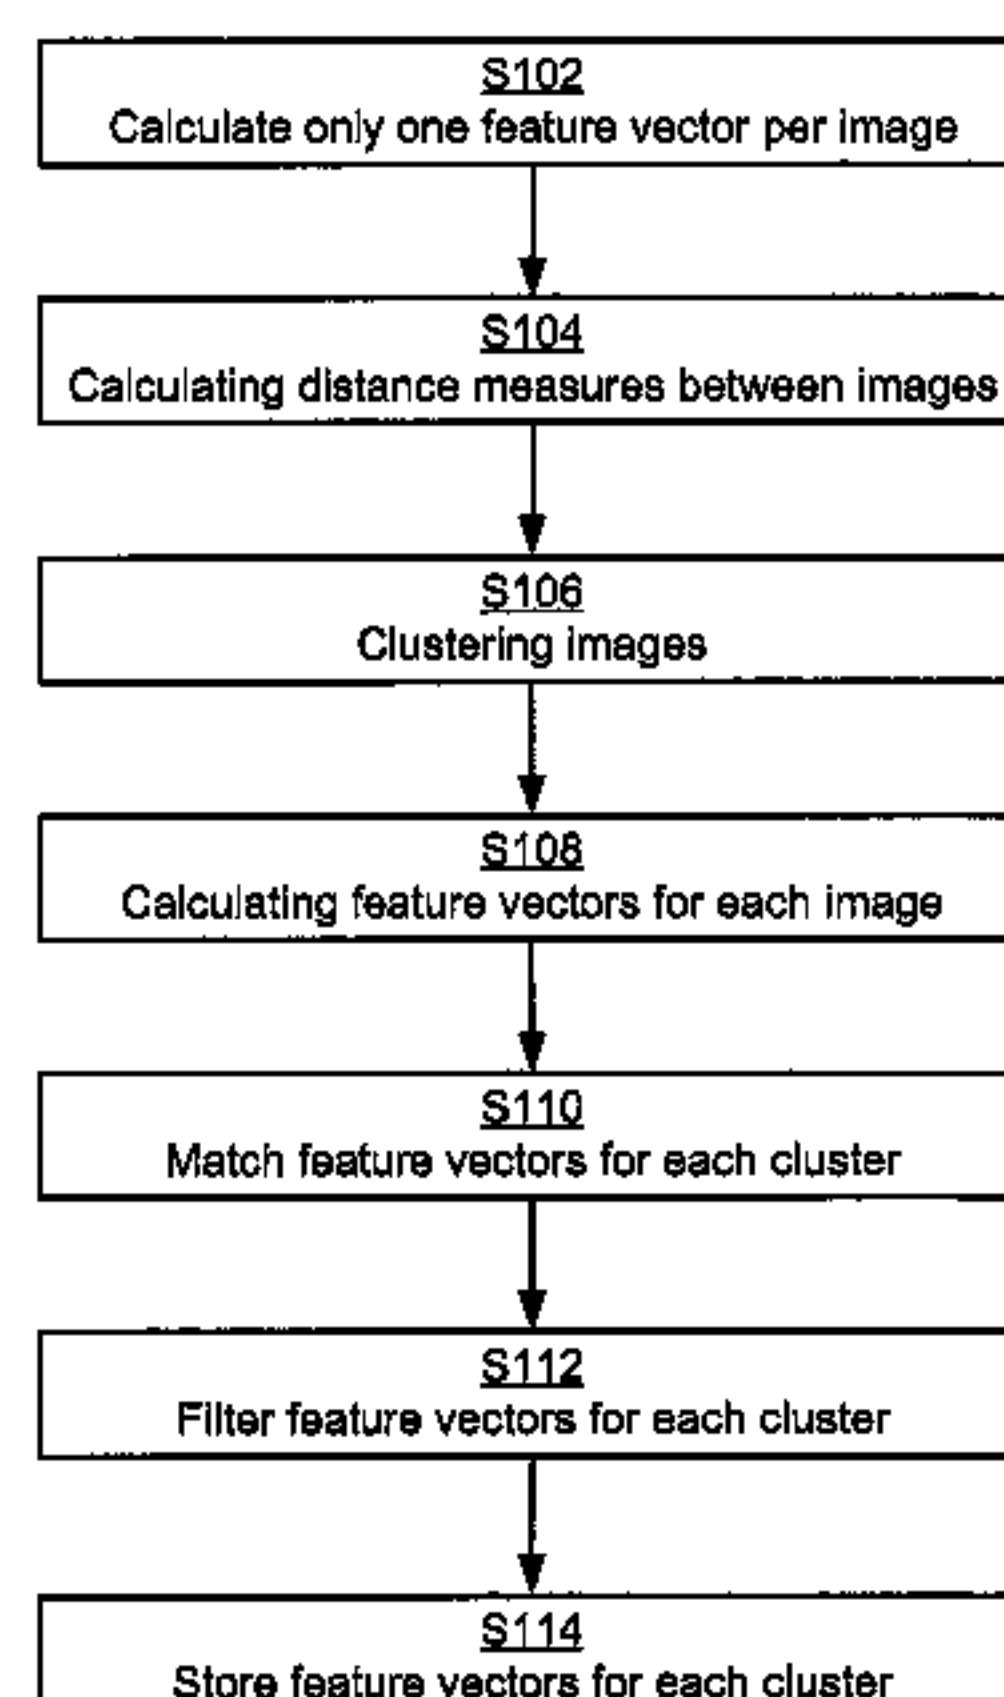 S102
Calculate only one feature vector per image
S104
Calculating distance measures between images
S106
Clustering images
S108
Calculating feature vectors for each image
S110
Match feature vectors for each cluster
S112
Filter feature vectors for each cluster
S114
Store feature vectors for each cluster